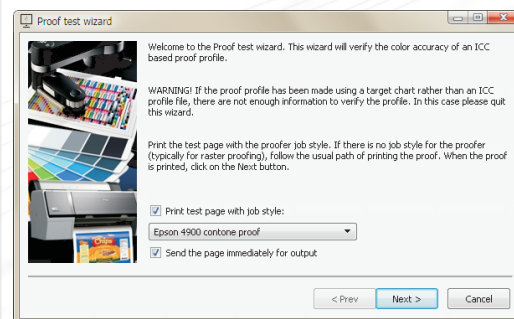 Proof test wizard
Welcome to the Proof test wizard. This wizard will verify the color accuracy of an ICC
based proof profile.
WARNING! If the proof profile has been made using a target chart rather than an ICC
profile file, there are not enough information to verify the profile. In this case please quit
this wizard.
Print the test page with the proofer job style. If there is no job style for the proofer
(typically for raster proofing), follow the usual path of printing the proof. When the proof
is printed, click on the Next button.
Print test page with job style:
Epson 4900 contone proof
Send the page immediately for output
Chips
< Prev
Next >
Cancel